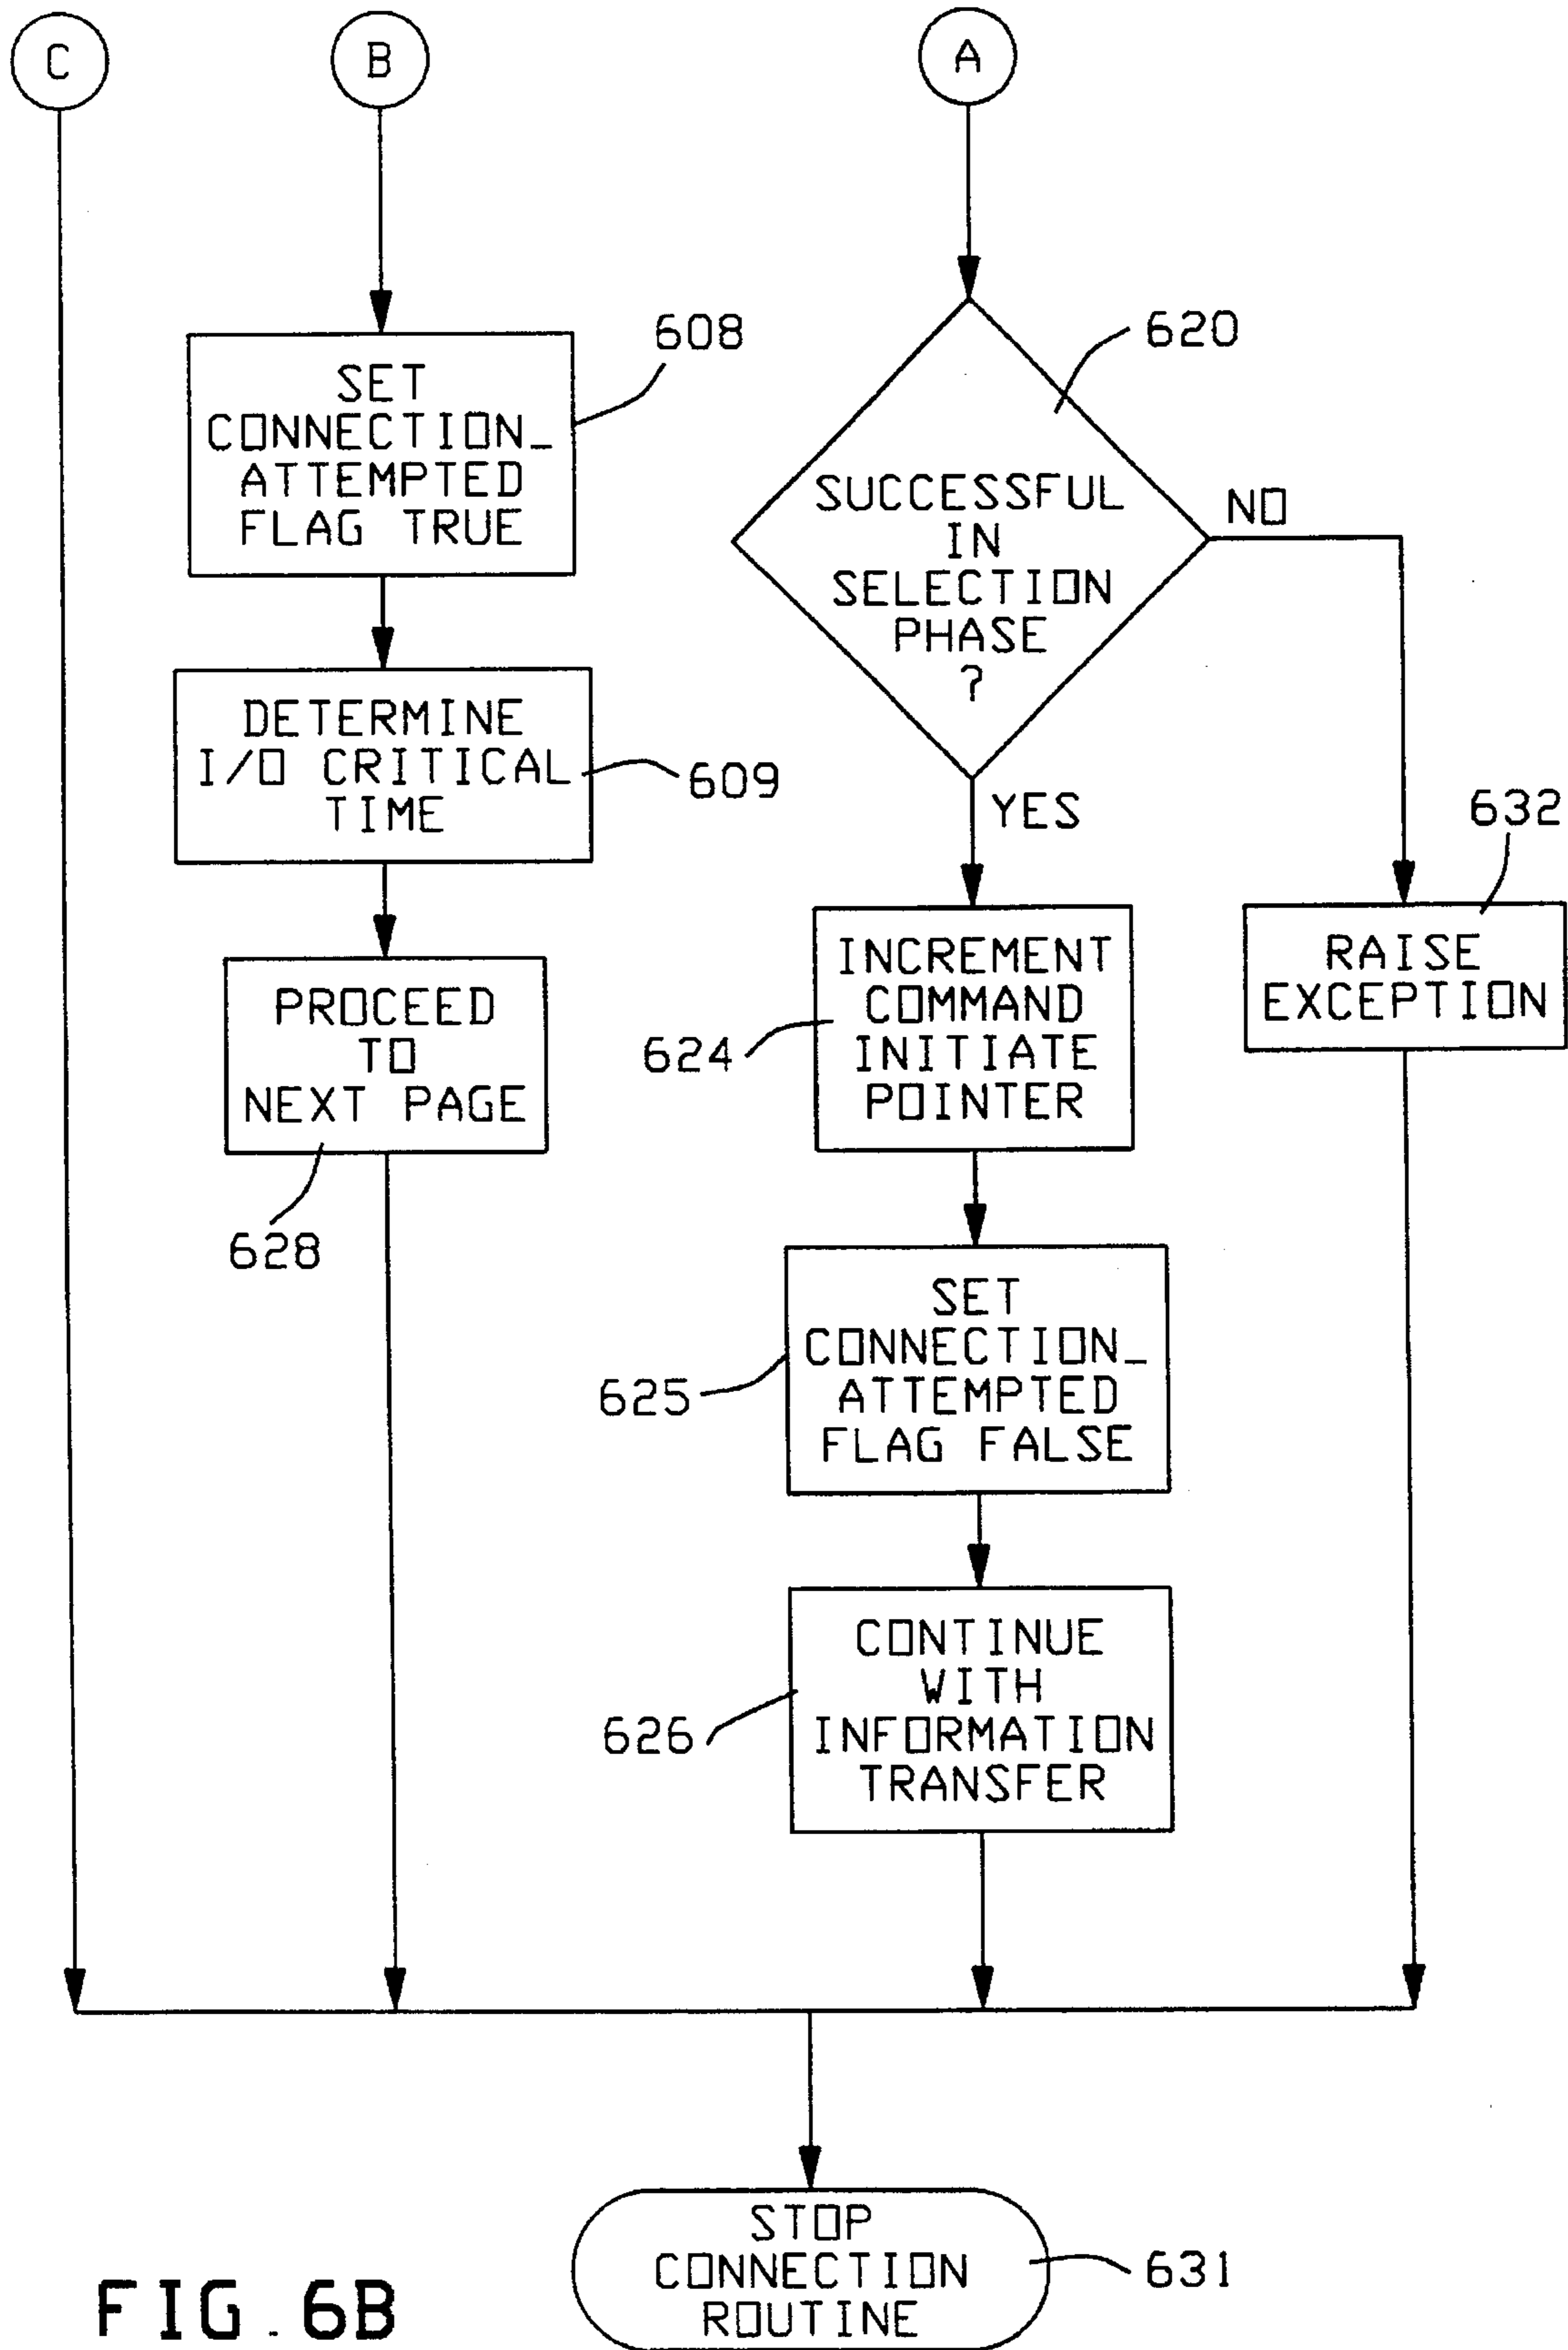 C
B
A
SET
CONNECTION_
ATTEMPTED
FLAG TRUE
608
DETERMINE
I/O CRITICAL
TIME
609
PROCEED
TO
NEXT PAGE
628
SUCCESSFUL
IN
SELECTION
PHASE
?
620
NO
YES
632
RAISE
EXCEPTION
INCREMENT
COMMAND
INITIATE
POINTER
624
SET
CONNECTION_
ATTEMPTED
FLAG FALSE
625
CONTINUE
WITH
INFORMATION
TRANSFER
626
STOP
CONNECTION
ROUTINE
631
FIG. 6B